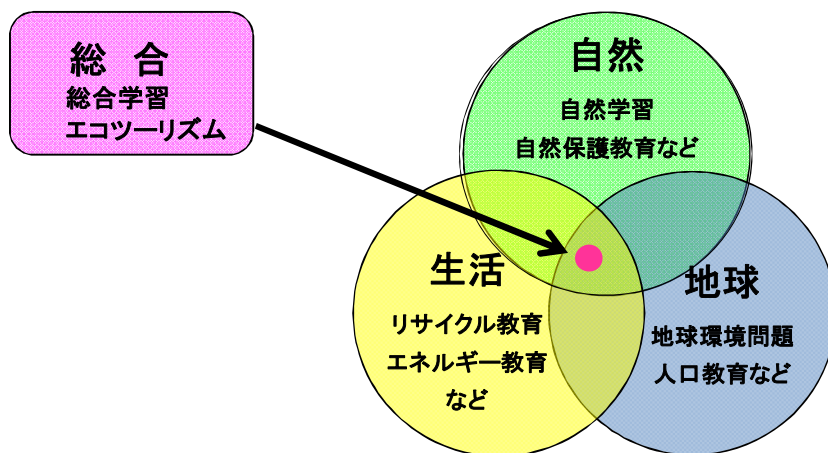 総 合
総合学習
エコツーリズム
自然
自然学習
自然保護教育など
生活
リサイクル教育
エネルギー教育
など
地球
地球環境問題
人口教育など